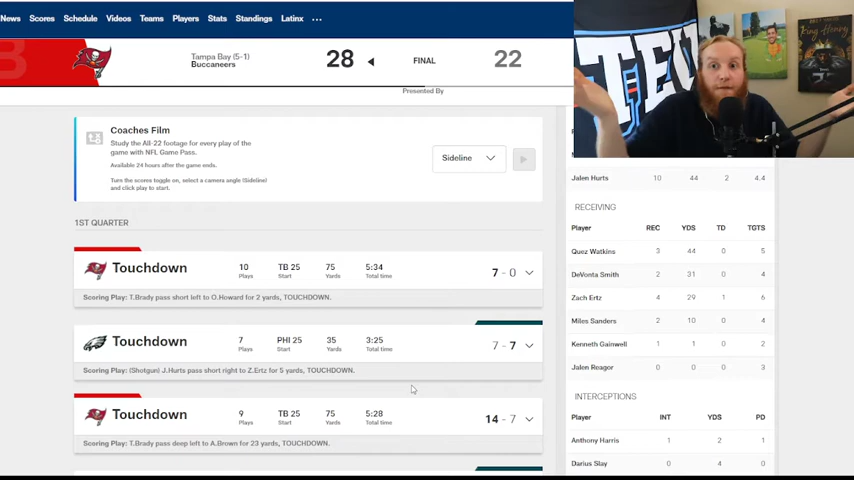 News Scores Schedule Videos Teams Players Stats Standings Latinx ...
Tampa Bay (5-1)
Buccaneers
28 FINAL 22
Presented By
Coaches Film
Study the All-22 footage for every play of the
game with NFL Game Pass.
Available 24 hours after the game ends.
Turn the scores toggle on, select a camera angle (Sideline)
and click play to start.
Sideline
1ST QUARTER
Touchdown 10 TB 25 75 5:34 7 - 0
Plays Start Yards Total time
Scoring Play: T.Brady pass short left to O.Howard for 2 yards, TOUCHDOWN.
Touchdown 7 PHI 25 35 3:25 7 - 7
Plays Start Yards Total time
Scoring Play: (Shotgun) J.Hurts pass short right to Z.Ertz for 5 yards, TOUCHDOWN.
Touchdown 9 TB 25 75 5:28 14 - 7
Plays Start Yards Total time
Scoring Play: T.Brady pass deep left to A.Brown for 23 yards, TOUCHDOWN.
Jalen Hurts 10 44 2 4.4
RECEIVING
Player REC YDS TD TGTS
Quez Watkins 3 44 0 5
DeVonta Smith 2 31 0 4
Zach Ertz 4 29 1 6
Miles Sanders 2 10 0 4
Kenneth Gainwell 1 1 0 2
Jalen Reagor 0 0 0 3
INTERCEPTIONS
Player INT YDS PD
Anthony Harris 1 2 1
Darius Slay 0 4 0